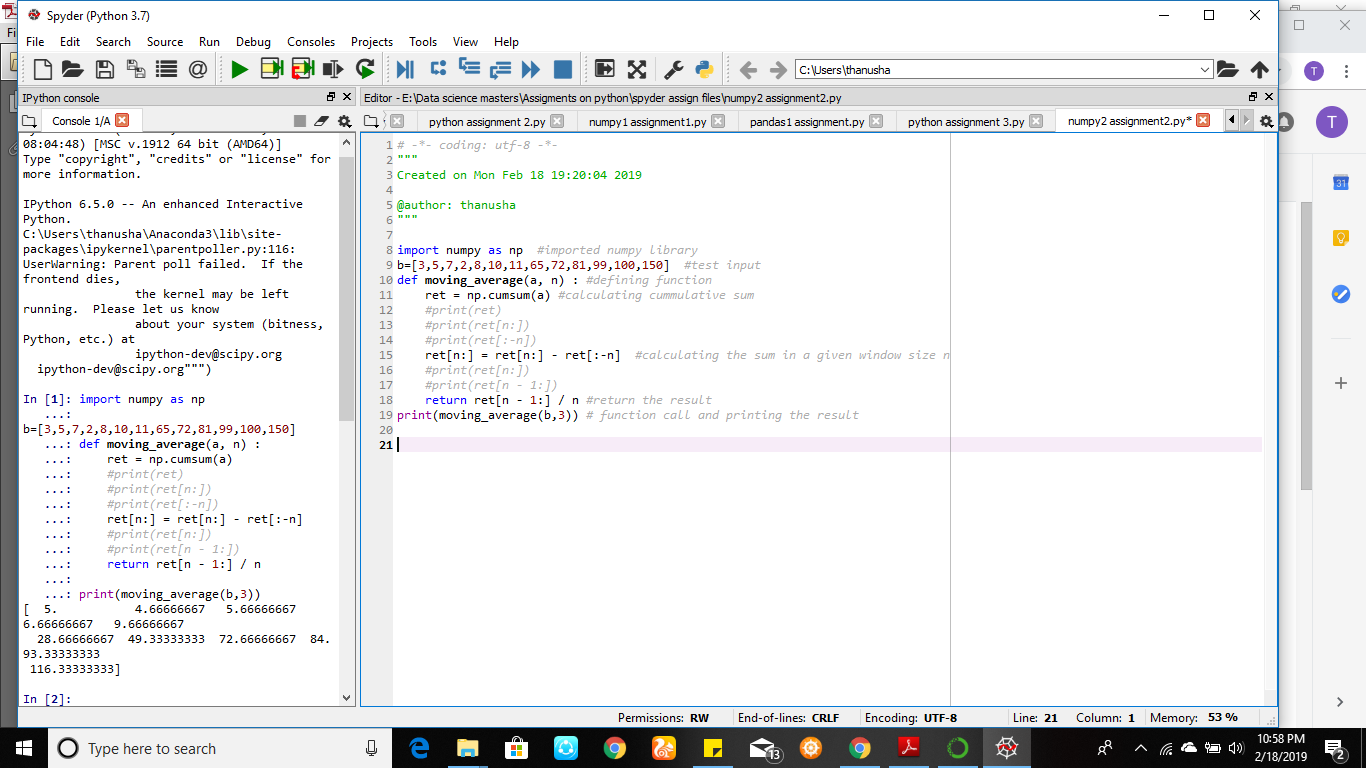 Spyder (Python 3.7)
Fi
File Edit Search Source Run Debug Consoles Projects Tools View Help
C:\Users\thanusha
T
IPython console
Editor - E:\Data science masters\Assigments on python\spyder assign files\numpy2 assignment2.py
Console 1/A
python assignment 2.py numpy1 assignment1.py pandas1 assignment.py python assignment 3.py numpy2 assignment2.py*
T
08:04:48) [MSC v.1912 64 bit (AMD64)]
Type "copyright", "credits" or "license" for
more information.
IPython 6.5.0 -- An enhanced Interactive
Python.
C:\Users\thanusha\Anaconda3\lib\site-
packages\ipykernel\parentpoller.py:116:
UserWarning: Parent poll failed.  If the
frontend dies,
                the kernel may be left
running.  Please let us know
                about your system (bitness,
Python, etc.) at
                ipython-dev@scipy.org
  ipython-dev@scipy.org""")
In [1]: import numpy as np
   ...:
b=[3,5,7,2,8,10,11,65,72,81,99,100,150]
   ...: def moving_average(a, n) :
   ...:     ret = np.cumsum(a)
   ...:     #print(ret)
   ...:     #print(ret[n:])
   ...:     #print(ret[:-n])
   ...:     ret[n:] = ret[n:] - ret[:-n]
   ...:     #print(ret[n:])
   ...:     #print(ret[n - 1:])
   ...:     return ret[n - 1:] / n
   ...:
   ...: print(moving_average(b,3))
[  5.           4.66666667   5.66666667
6.66666667   9.66666667
  28.66666667  49.33333333  72.66666667  84.
93.33333333
 116.33333333]
In [2]:
1 # -*- coding: utf-8 -*-
2 """
3 Created on Mon Feb 18 19:20:04 2019
4
5 @author: thanusha
6 """
7
8 import numpy as np  #imported numpy library
9 b=[3,5,7,2,8,10,11,65,72,81,99,100,150]  #test input
10 def moving_average(a, n) : #defining function
11     ret = np.cumsum(a) #calculating cummulative sum
12     #print(ret)
13     #print(ret[n:])
14     #print(ret[:-n])
15     ret[n:] = ret[n:] - ret[:-n]  #calculating the sum in a given window size n
16     #print(ret[n:])
17     #print(ret[n - 1:])
18     return ret[n - 1:] / n #return the result
19 print(moving_average(b,3)) # function call and printing the result
20
21
31
Permissions: RW End-of-lines: CRLF Encoding: UTF-8 Line: 21 Column: 1 Memory: 53 %
Type here to search
13
10:58 PM
2/18/2019
2